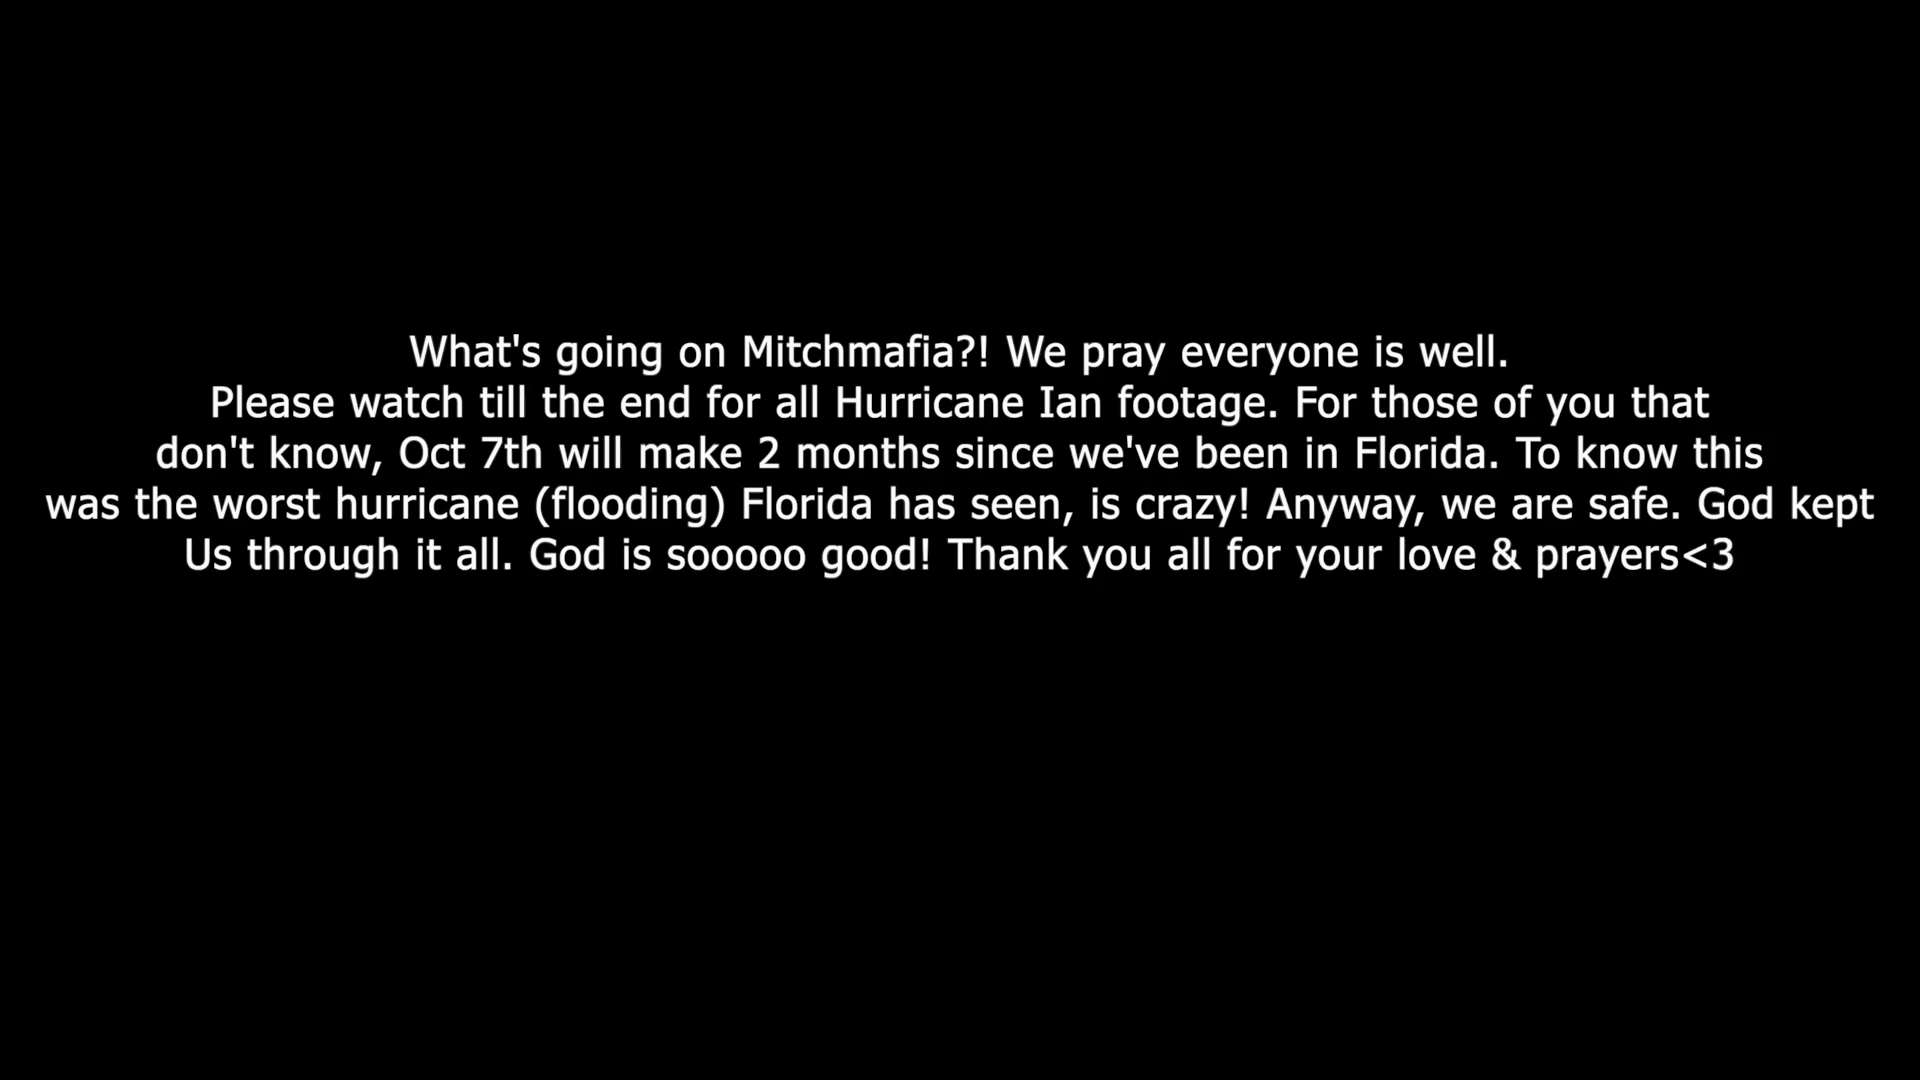 What's going on Mitchmafia?! We pray everyone is well.
Please watch till the end for all Hurricane Ian footage. For those of you that
don't know, Oct 7th will make 2 months since we've been in Florida. To know this
was the worst hurricane (flooding) Florida has seen, is crazy! Anyway, we are safe. God kept
Us through it all. God is sooooo good! Thank you all for your love & prayers<3